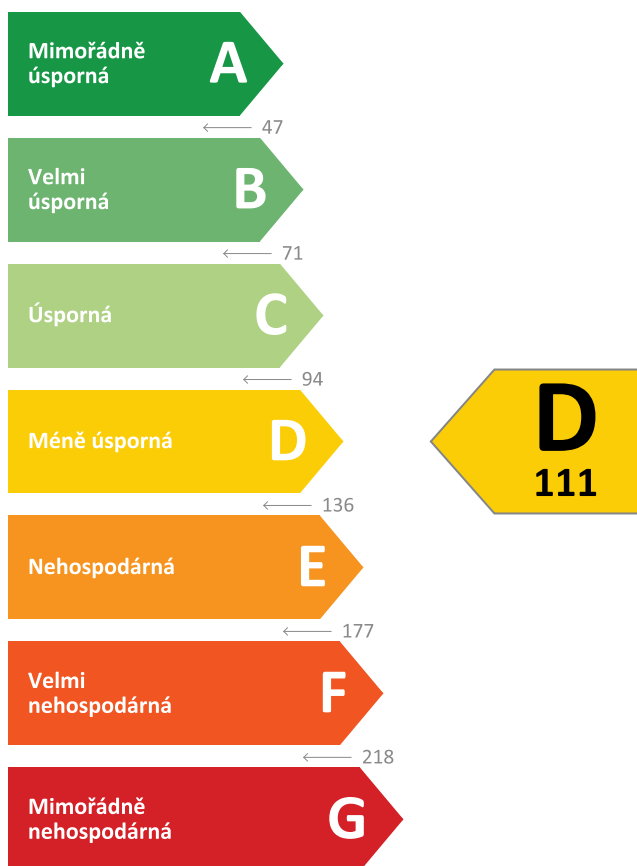 Mimořádně
úsporná
A
47
Velmi
úsporná
B
71
Úsporná
C
94
Méně úsporná
D
136
D
111
Nehospodárná
E
177
Velmi
nehospodárná
F
218
Mimořádně
nehospodárná
G